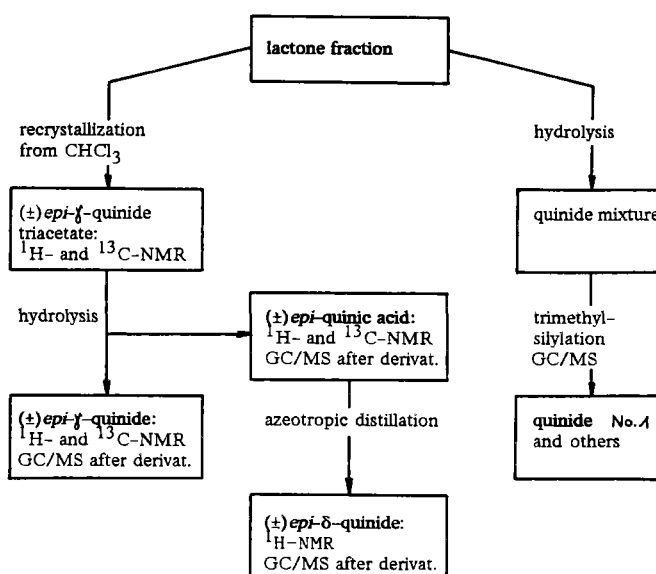 lactone fraction
recrystallization
from CHCl3
hydrolysis
(±)epi-ɣ-quinide
triacetate:
1H- and 13C-NMR
quinide mixture
hydrolysis
(±)epi-quinic acid:
1H- and 13C-NMR
GC/MS after derivat.
trimethyl-
silylation
GC/MS
(±)epi-ɣ-quinide:
1H- and 13C-NMR
GC/MS after derivat.
azeotropic distillation
quinide No.1
and others
(±)epi-δ-quinide:
1H-NMR
GC/MS after derivat.